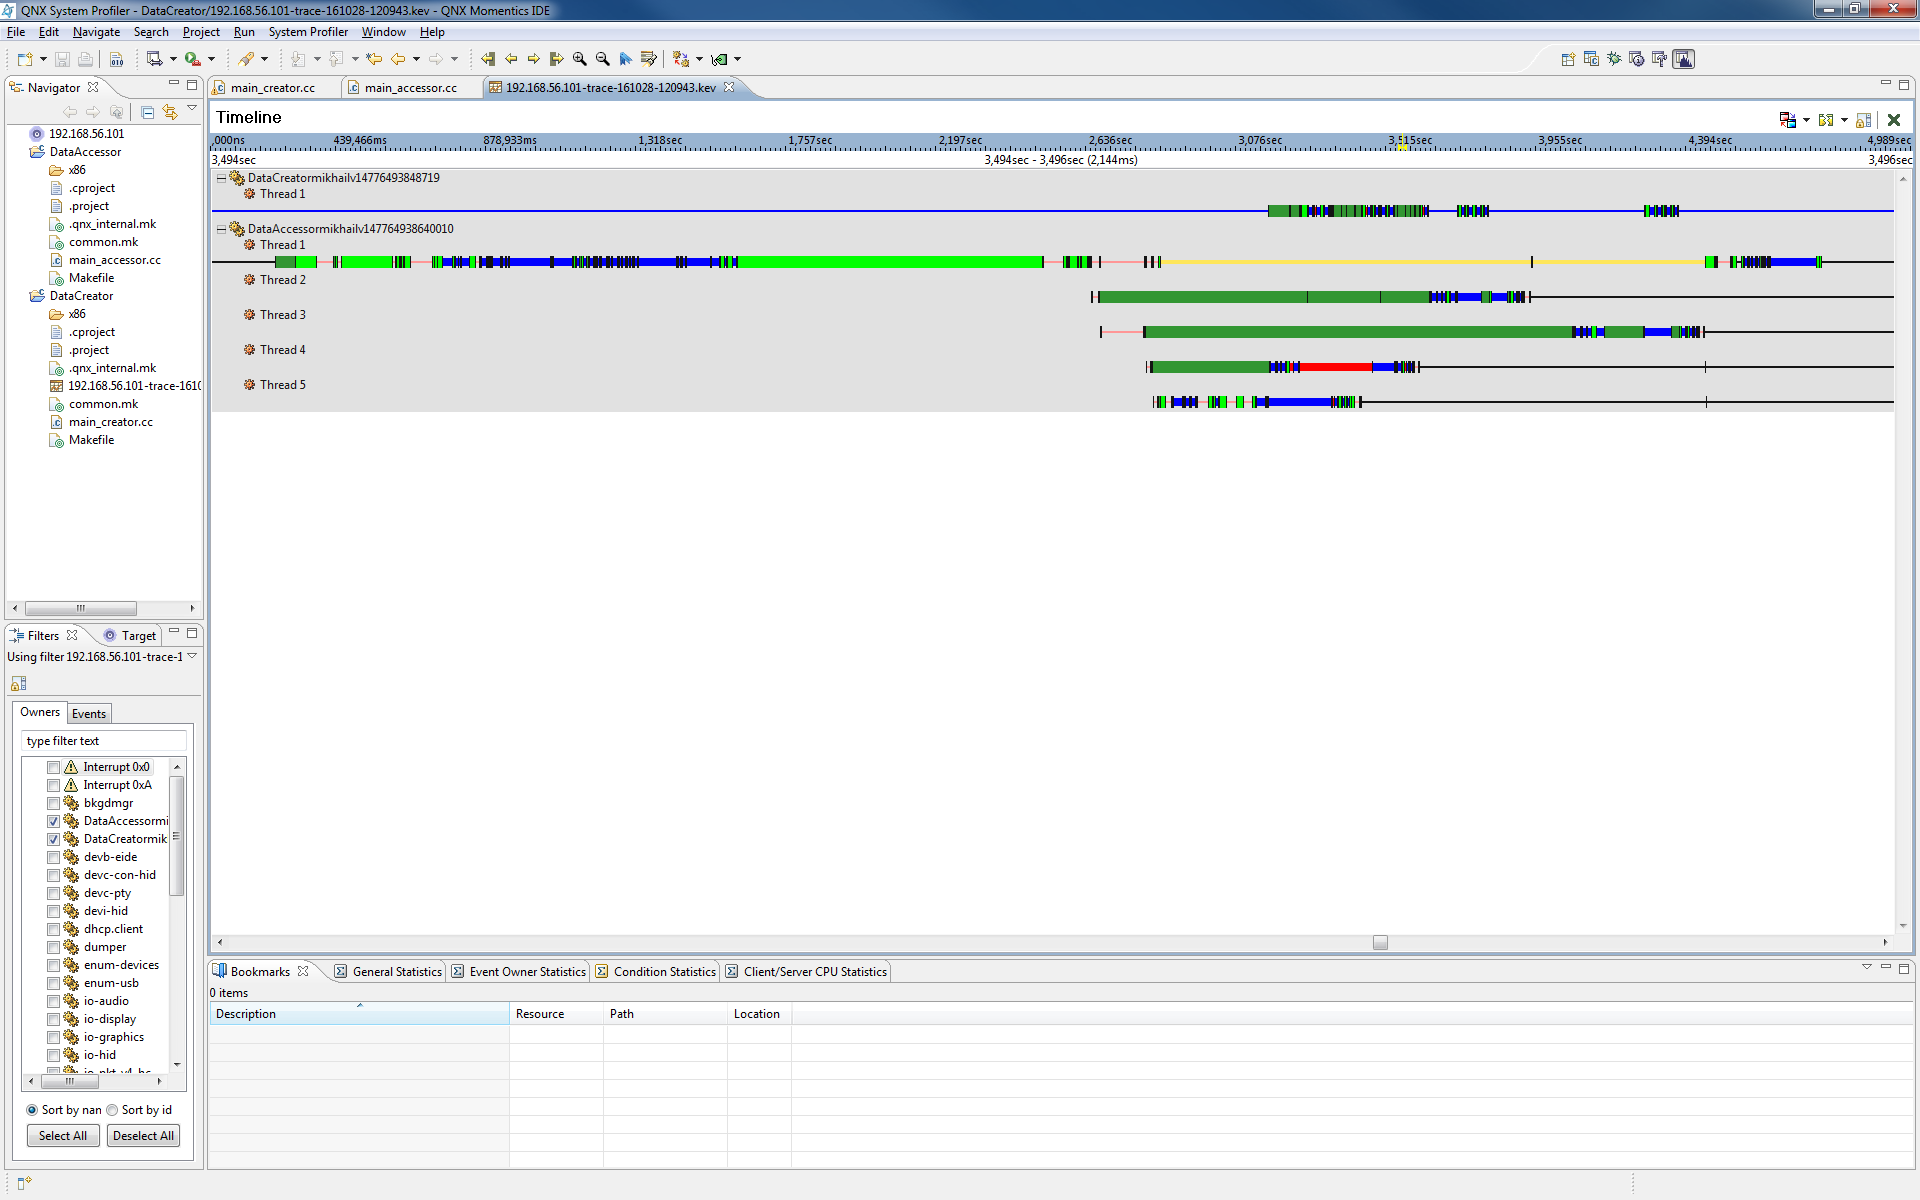 QNX System Profiler - DataCreator/192.168.56.101-trace-161028-120943.kev - QNX Momentics IDE
File Edit Navigate Search Project Run System Profiler Window Help
Navigator
main_creator.cc
main_accessor.cc
192.168.56.101-trace-161028-120943.kev
192.168.56.101
DataAccessor
x86
.cproject
.project
.qnx_internal.mk
common.mk
main_accessor.cc
Makefile
DataCreator
x86
.cproject
.project
.qnx_internal.mk
192.168.56.101-trace-1610
common.mk
main_creator.cc
Makefile
Timeline
,000ns 439,466ms 878,933ms 1,318sec 1,757sec 2,197sec 2,636sec 3,076sec 3,515sec 3,955sec 4,394sec 4,989sec
3,494sec 3,494sec - 3,496sec (2,144ms) 3,496sec
DataCreatormikhailv14776493848719
Thread 1
DataAccessormikhailv147764938640010
Thread 1
Thread 2
Thread 3
Thread 4
Thread 5
Filters
Target
Using filter 192.168.56.101-trace-1
Owners
Events
type filter text
Interrupt 0x0
Interrupt 0xA
bkgdmgr
DataAccessormi
DataCreatormik
devb-eide
devc-con-hid
devc-pty
devi-hid
dhcp.client
dumper
enum-devices
enum-usb
io-audio
io-display
io-graphics
io-hid
Sort by nan Sort by id
Select All Deselect All
Bookmarks
General Statistics
Event Owner Statistics
Condition Statistics
Client/Server CPU Statistics
0 items
Description Resource Path Location